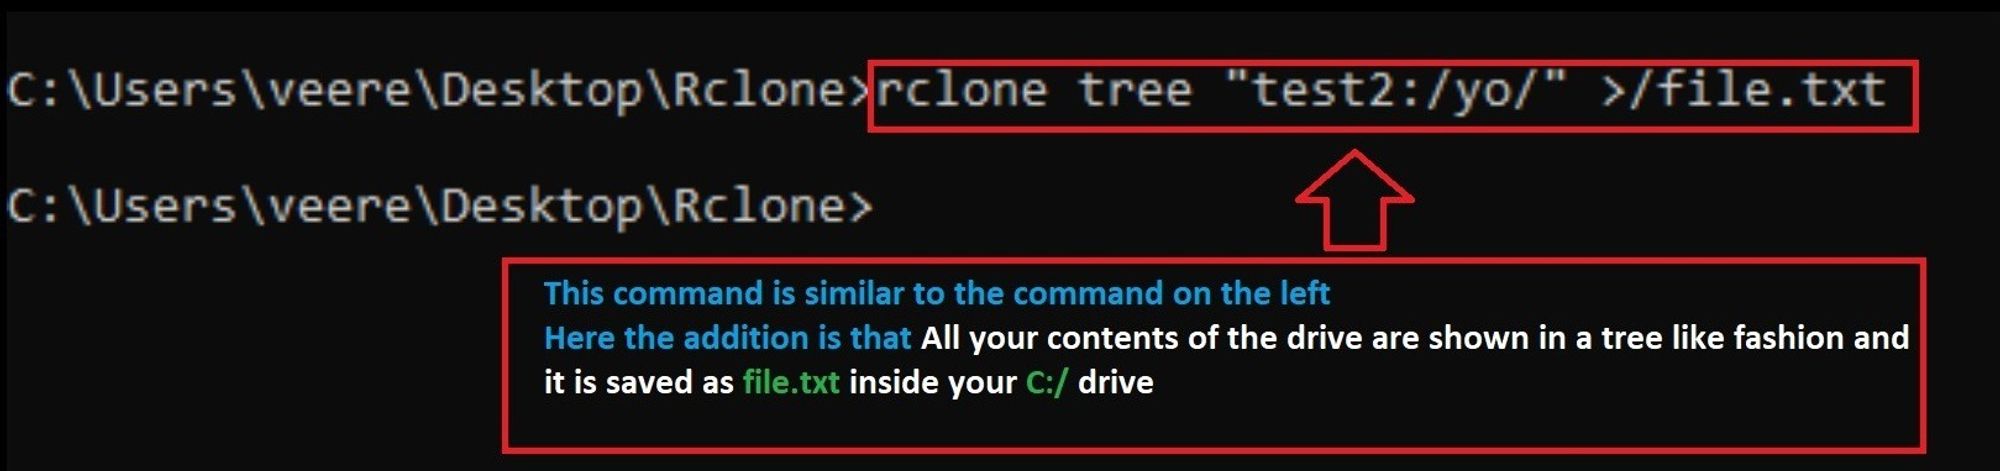 C:\Users\veere\Desktop\Rclone>rclone tree "test2:/yo/" >/file.txt
C:\Users\veere\Desktop\Rclone>
This command is similar to the command on the left
Here the addition is that All your contents of the drive are shown in a tree like fashion and
it is saved as file.txt inside your C:/ drive